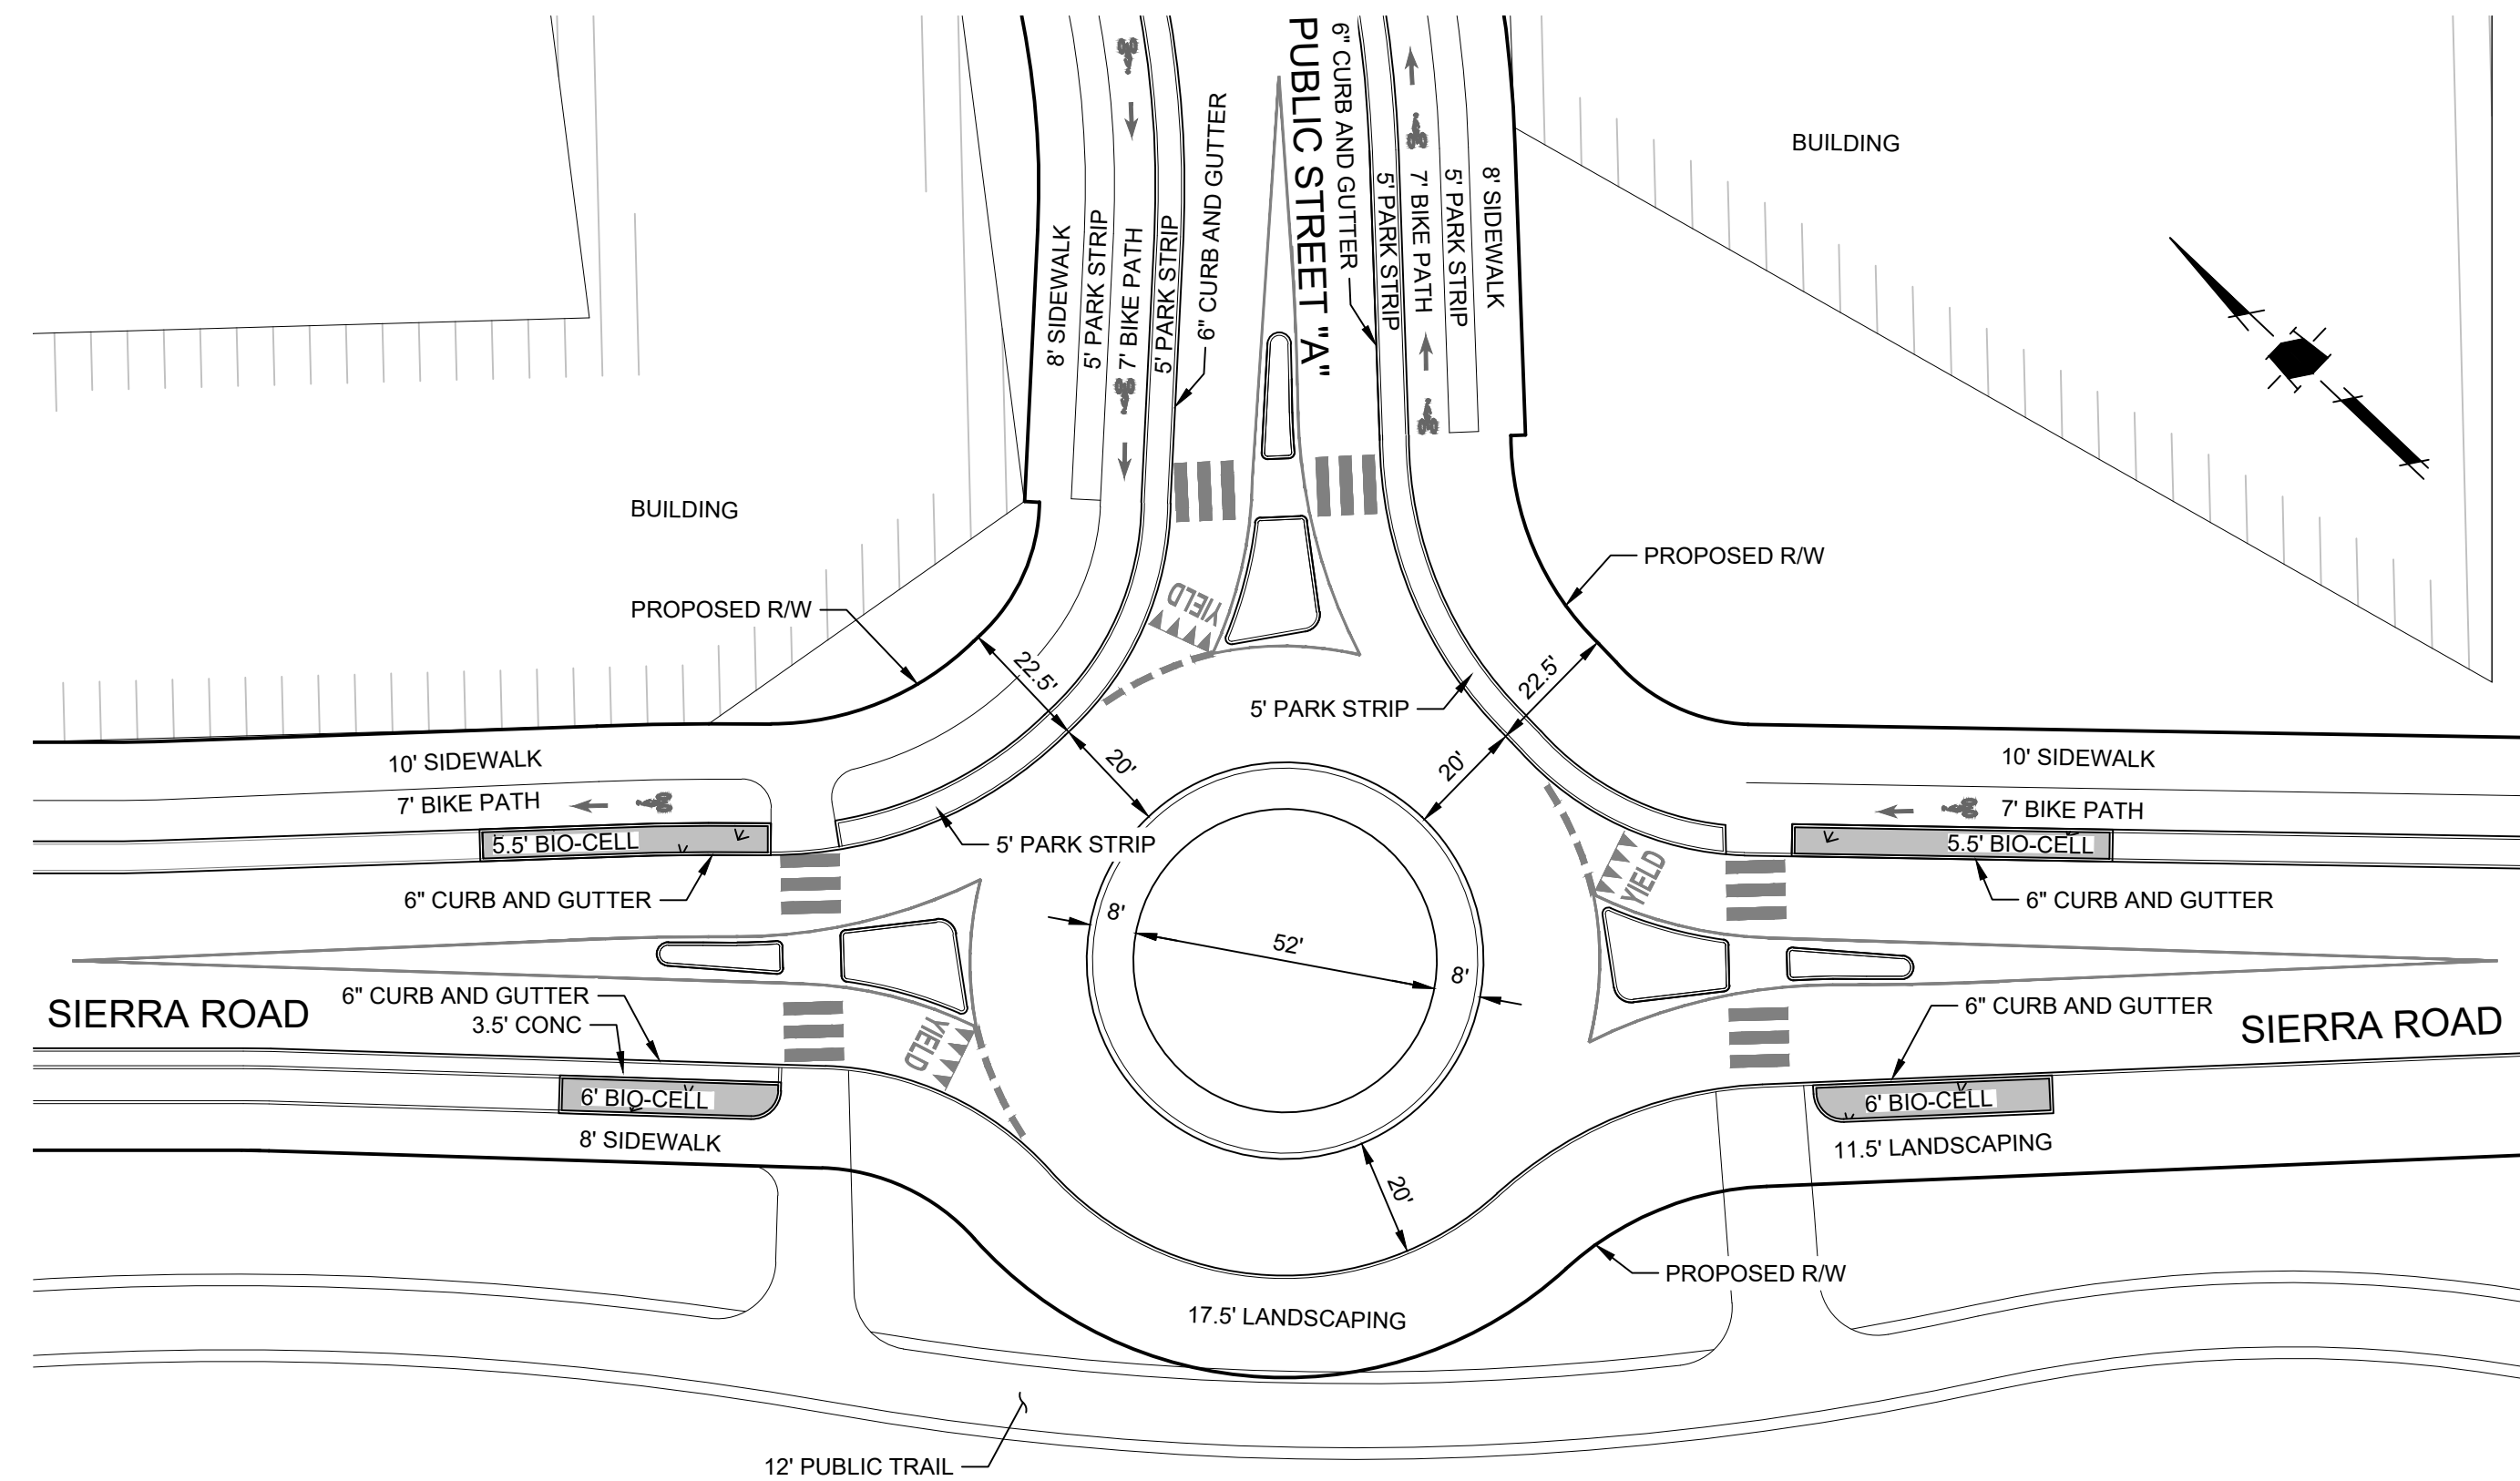 PUBLIC STREET "A"
6" CURB AND GUTTER
6" CURB AND GUTTER
BUILDING
8' SIDEWALK
5' PARK STRIP
7' BIKE PATH
5' PARK STRIP
5' PARK STRIP
7' BIKE PATH
5' PARK STRIP
8' SIDEWALK
BUILDING
PROPOSED R/W
PROPOSED R/W
YIELD
22.5'
22.5'
5' PARK STRIP
20'
20'
10' SIDEWALK
10' SIDEWALK
7' BIKE PATH
7' BIKE PATH
5.5' BIO-CELL
5' PARK STRIP
5.5' BIO-CELL
YIELD
6" CURB AND GUTTER
6" CURB AND GUTTER
8'
52'
8'
6" CURB AND GUTTER
6" CURB AND GUTTER
SIERRA ROAD
3.5' CONC
SIERRA ROAD
YIELD
6' BIO-CELL
6' BIO-CELL
8' SIDEWALK
11.5' LANDSCAPING
20'
PROPOSED R/W
17.5' LANDSCAPING
12' PUBLIC TRAIL